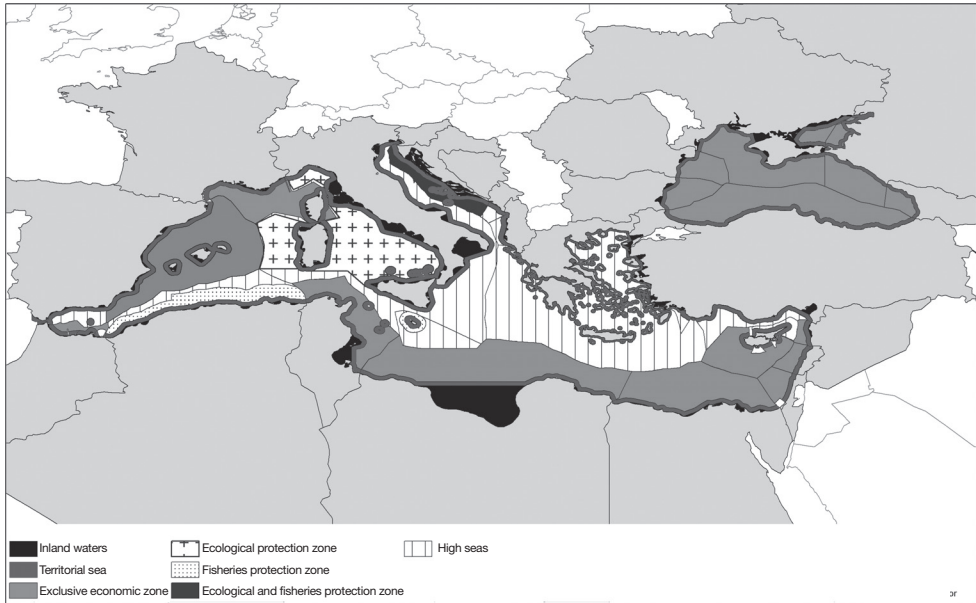 Inland waters
Territorial sea
Exclusive economic zone
Ecological protection zone
Fisheries protection zone
Ecological and fisheries protection zone
High seas
or